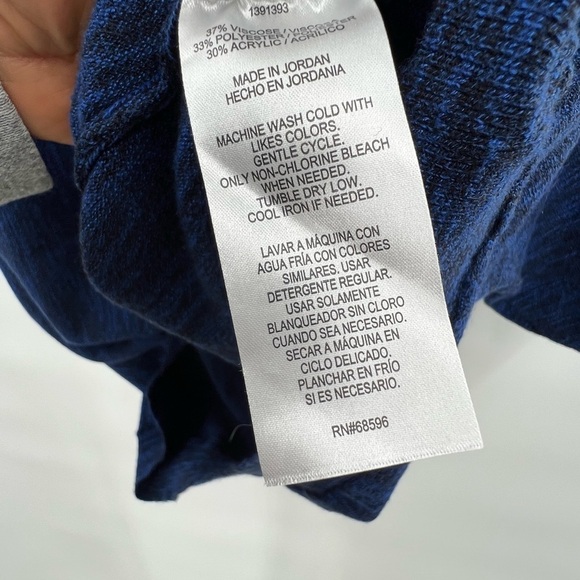 1391393
37% VISCOSE / VISCOSE
33% POLYESTER / POLIÉSTER
30% ACRYLIC / ACRÍLICO
MADE IN JORDAN
HECHO EN JORDANIA
MACHINE WASH COLD WITH
LIKES COLORS.
GENTLE CYCLE.
ONLY NON-CHLORINE BLEACH
WHEN NEEDED.
TUMBLE DRY LOW.
COOL IRON IF NEEDED.
LAVAR A MÁQUINA CON
AGUA FRÍA CON COLORES
SIMILARES. USAR
DETERGENTE REGULAR.
USAR SOLAMENTE
BLANQUEADOR SIN CLORO
CUANDO SEA NECESARIO.
SECAR A MÁQUINA EN
CICLO DELICADO.
PLANCHAR EN FRÍO
SI ES NECESARIO.
RN#68596